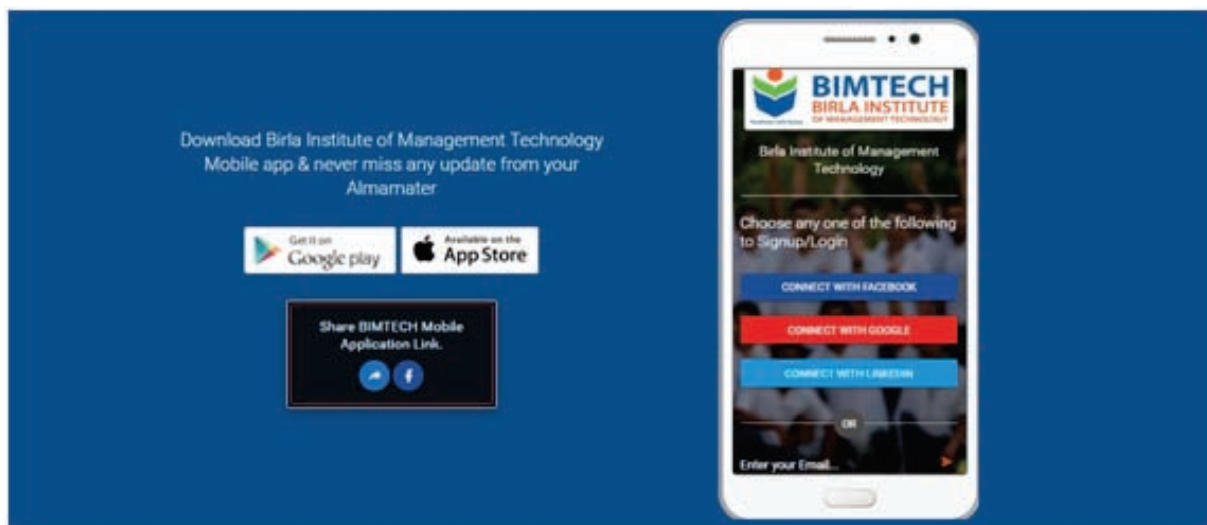 Download Birla Institute of Management Technology
Mobile app & never miss any update from your
Almamater
Get it on
Google play
Available on the
App Store
Share BIMTECH Mobile
Application Link.
BIMTECH
BIRLA INSTITUTE
OF MANAGEMENT TECHNOLOGY
Birla Institute of Management
Technology
Choose any one of the following
to Signup/Login
CONNECT WITH FACEBOOK
CONNECT WITH GOOGLE
CONNECT WITH LINKEDIN
OR
Enter your Email...